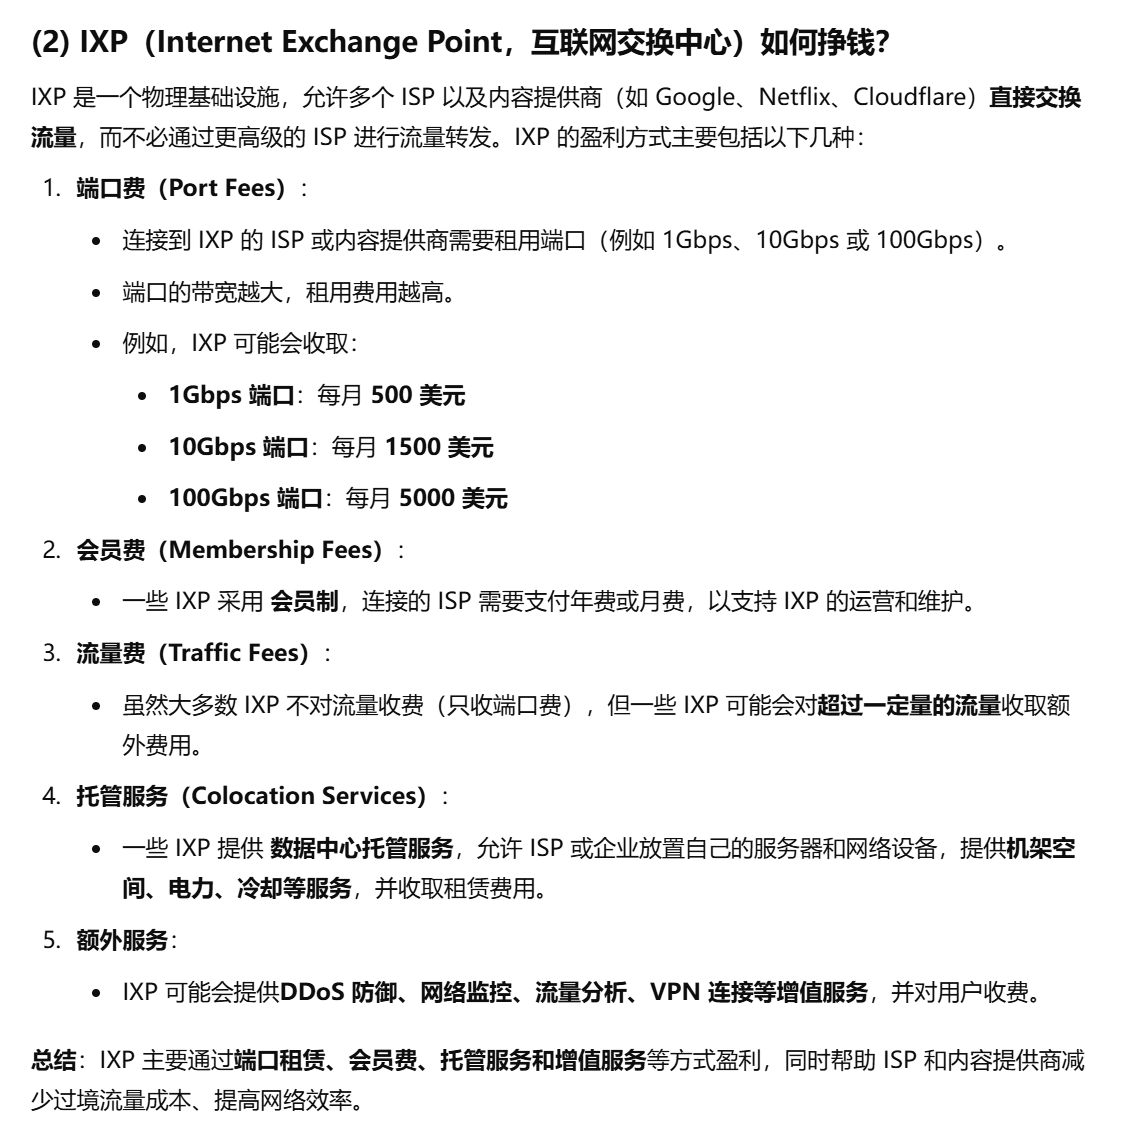 (2) IXP（Internet Exchange Point，互联网交换中心）如何挣钱？
IXP 是一个物理基础设施，允许多个 ISP 以及内容提供商（如 Google、Netflix、Cloudflare）直接交换
流量，而不必通过更高级的 ISP 进行流量转发。IXP 的盈利方式主要包括以下几种：
1. 端口费（Port Fees）：
• 连接到 IXP 的 ISP 或内容提供商需要租用端口（例如 1Gbps、10Gbps 或 100Gbps）。
• 端口的带宽越大，租用费用越高。
• 例如，IXP 可能会收取：
• 1Gbps 端口：每月 500 美元
• 10Gbps 端口：每月 1500 美元
• 100Gbps 端口：每月 5000 美元
2. 会员费（Membership Fees）：
• 一些 IXP 采用 会员制，连接的 ISP 需要支付年费或月费，以支持 IXP 的运营和维护。
3. 流量费（Traffic Fees）：
• 虽然大多数 IXP 不对流量收费（只收端口费），但一些 IXP 可能会对超过一定量的流量收取额
外费用。
4. 托管服务（Colocation Services）：
• 一些 IXP 提供 数据中心托管服务，允许 ISP 或企业放置自己的服务器和网络设备，提供机架空
间、电力、冷却等服务，并收取租赁费用。
5. 额外服务：
• IXP 可能会提供DDoS 防御、网络监控、流量分析、VPN 连接等增值服务，并对用户收费。
总结：IXP 主要通过端口租赁、会员费、托管服务和增值服务等方式盈利，同时帮助 ISP 和内容提供商减
少过境流量成本、提高网络效率。